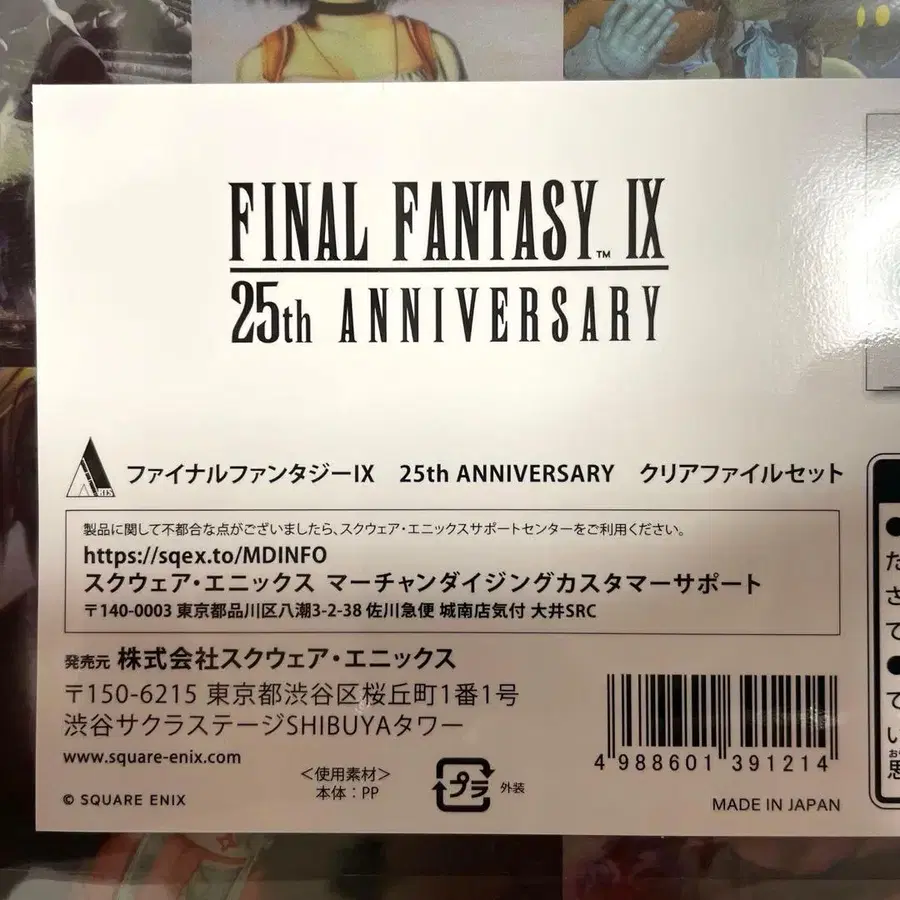 FINAL FANTASY™ IX
25th ANNIVERSARY
ARTS
ファイナルファンタジーIX 25th ANNIVERSARY クリアファイルセット
製品に関して不都合な点がございましたら、スクウェア・エニックスサポートセンターをご利用ください。
https://sqex.to/MDINFO
スクウェア・エニックス マーチャンダイジングカスタマーサポート
〒140-0003 東京都品川区八潮3-2-38 佐川急便 城南店気付 大井SRC
発売元 株式会社スクウェア・エニックス
〒150-6215 東京都渋谷区桜丘町1番1号
渋谷サクラステージSHIBUYAタワー
www.square-enix.com
© SQUARE ENIX
＜使用素材＞
本体：PP
プラ 外装
4 988601 391214
MADE IN JAPAN